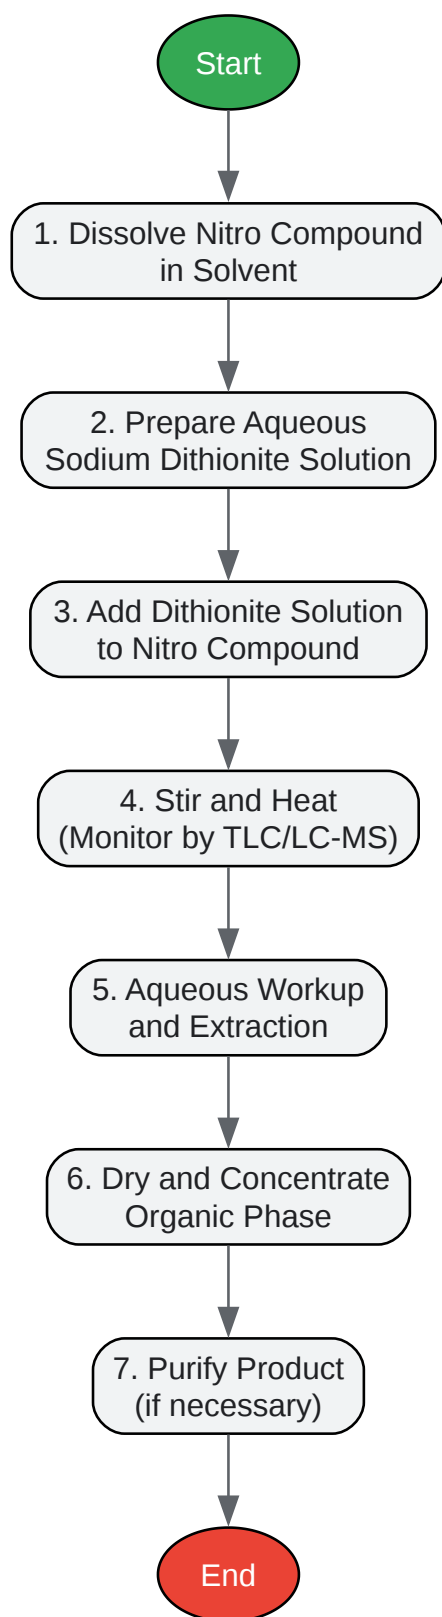 Start
1. Dissolve Nitro Compound
in Solvent
2. Prepare Aqueous
Sodium Dithionite Solution
3. Add Dithionite Solution
to Nitro Compound
4. Stir and Heat
(Monitor by TLC/LC-MS)
5. Aqueous Workup
and Extraction
6. Dry and Concentrate
Organic Phase
7. Purify Product
(if necessary)
End